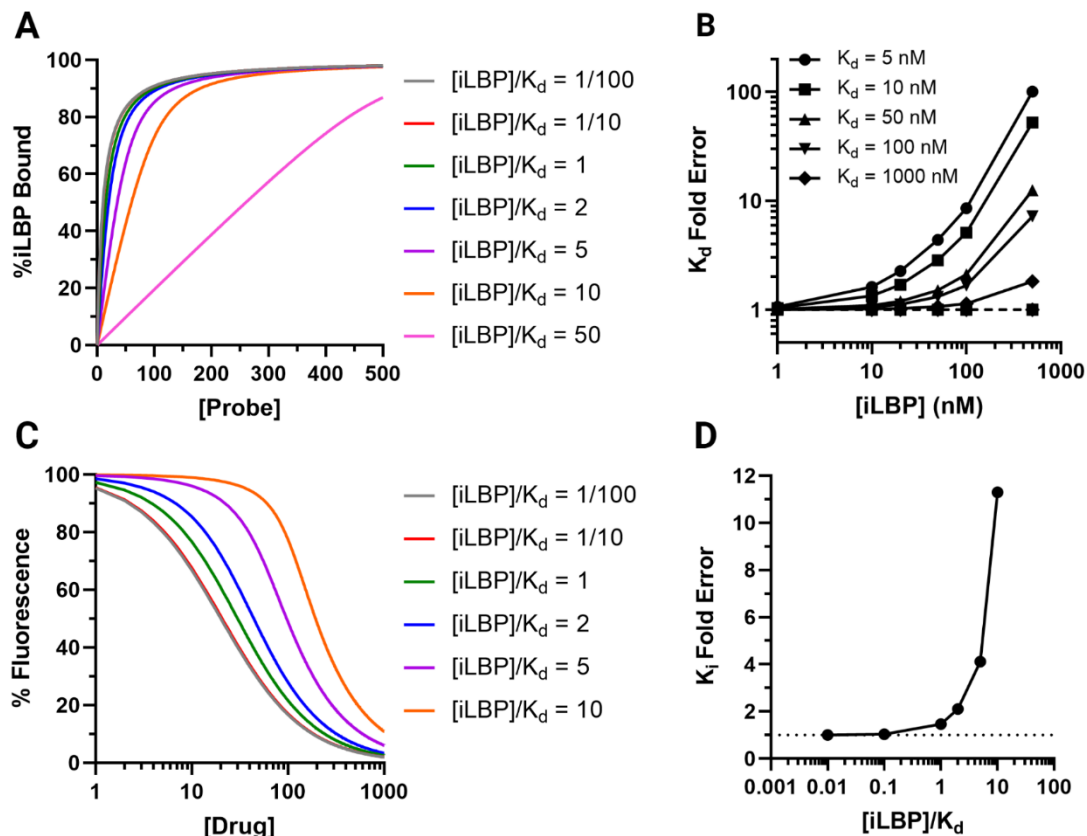 A
%iLBP Bound
100
80
60
40
20
0
0 100 200 300 400 500
[Probe]
[iLBP]/Kd = 1/100
[iLBP]/Kd = 1/10
[iLBP]/Kd = 1
[iLBP]/Kd = 2
[iLBP]/Kd = 5
[iLBP]/Kd = 10
[iLBP]/Kd = 50
B
Kd Fold Error
100
10
1
1 10 100 1000
[iLBP] (nM)
Kd = 5 nM
Kd = 10 nM
Kd = 50 nM
Kd = 100 nM
Kd = 1000 nM
C
% Fluorescence
100
80
60
40
20
0
1 10 100 1000
[Drug]
[iLBP]/Kd = 1/100
[iLBP]/Kd = 1/10
[iLBP]/Kd = 1
[iLBP]/Kd = 2
[iLBP]/Kd = 5
[iLBP]/Kd = 10
D
Ki Fold Error
12
10
8
6
4
2
0
0.001 0.01 0.1 1 10 100
[iLBP]/Kd